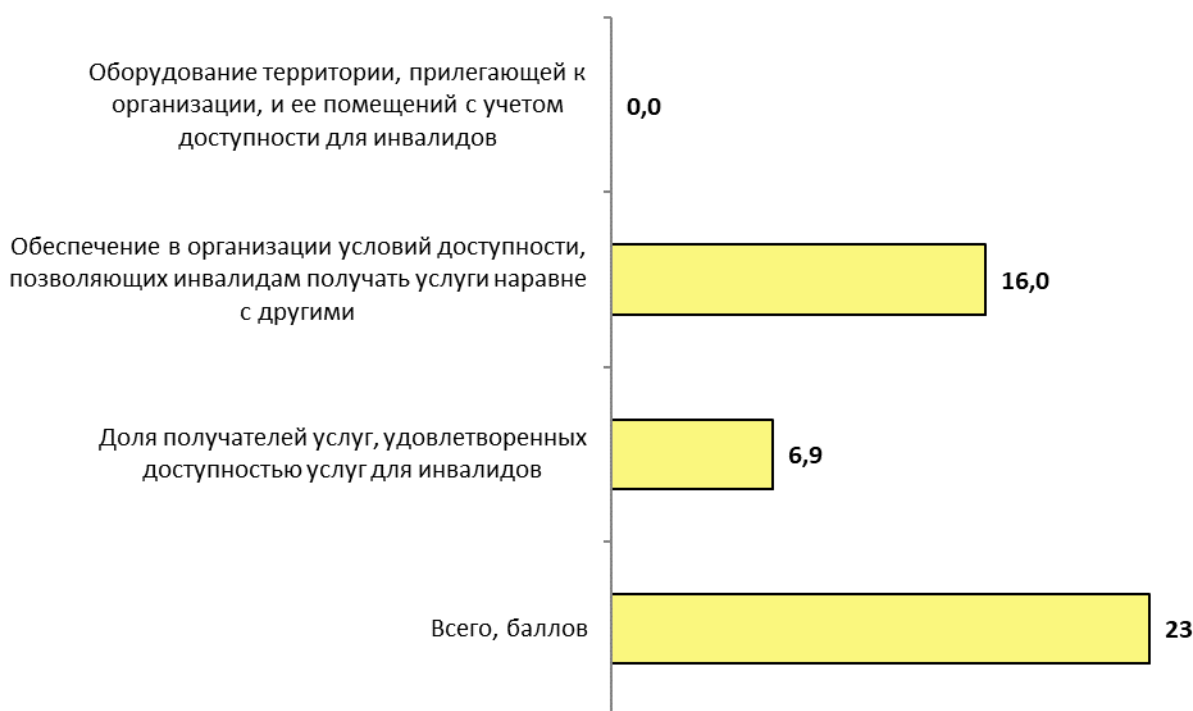 Оборудование территории, прилегающей к
организации, и ее помещений с учетом
доступности для инвалидов
0,0
Обеспечение в организации условий доступности,
позволяющих инвалидам получать услуги наравне
с другими
16,0
Доля получателей услуг, удовлетворенных
доступностью услуг для инвалидов
6,9
Всего, баллов
23